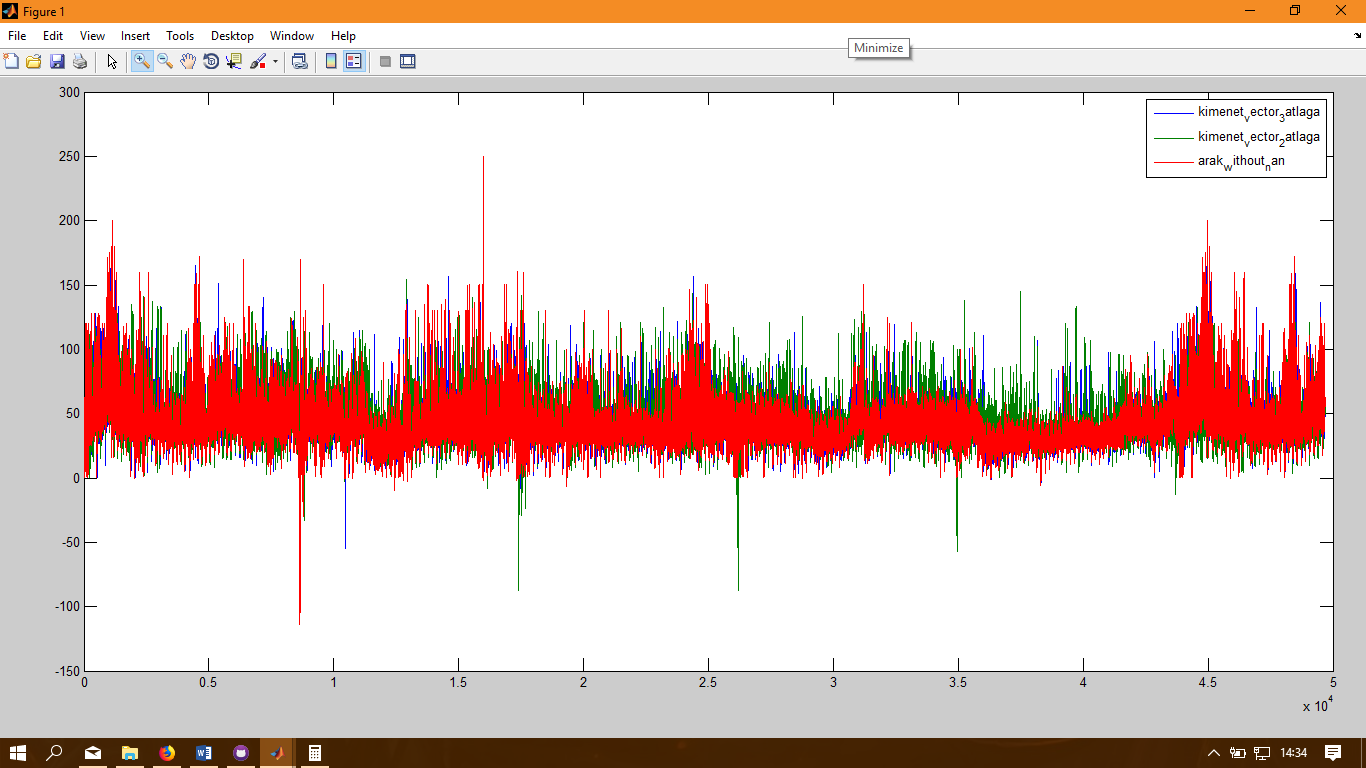 Figure 1
File Edit View Insert Tools Desktop Window Help
Minimize
300
250
200
150
100
50
0
-50
-100
-150
0 0.5 1 1.5 2 2.5 3 3.5 4 4.5 5
x 10^4
kimenet_vector_3atlaga
kimenet_vector_2atlaga
arak_without_nan
14:34